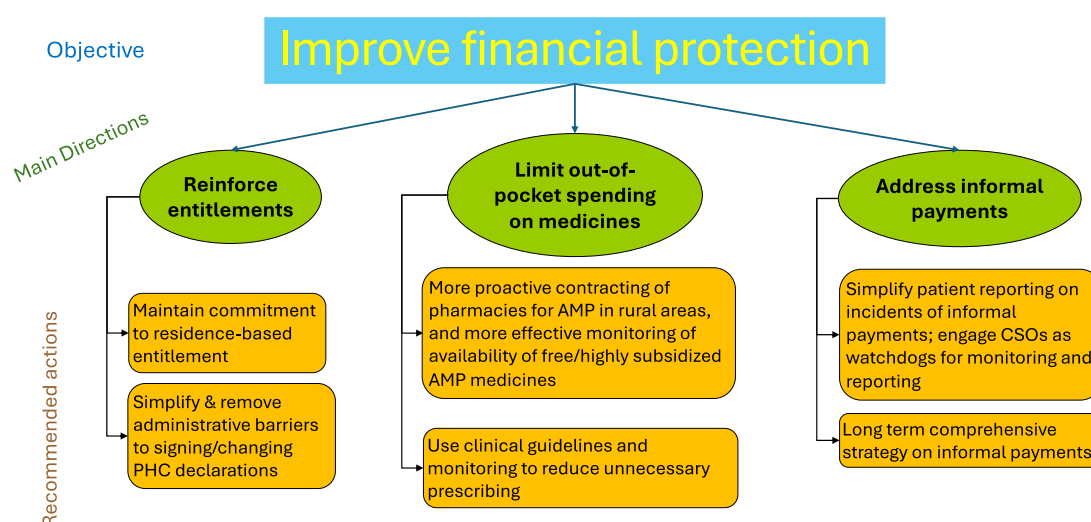 Objective
Improve financial protection
Main Directions
Reinforce
entitlements
Limit out-of-
pocket spending
on medicines
Address informal
payments
Recommended actions
Maintain commitment
to residence-based
entitlement
Simplify & remove
administrative barriers
to signing/changing
PHC declarations
More proactive contracting of
pharmacies for AMP in rural areas,
and more effective monitoring of
availability of free/highly subsidized
AMP medicines
Use clinical guidelines and
monitoring to reduce unnecessary
prescribing
Simplify patient reporting on
incidents of informal
payments; engage CSOs as
watchdogs for monitoring and
reporting
Long term comprehensive
strategy on informal payments